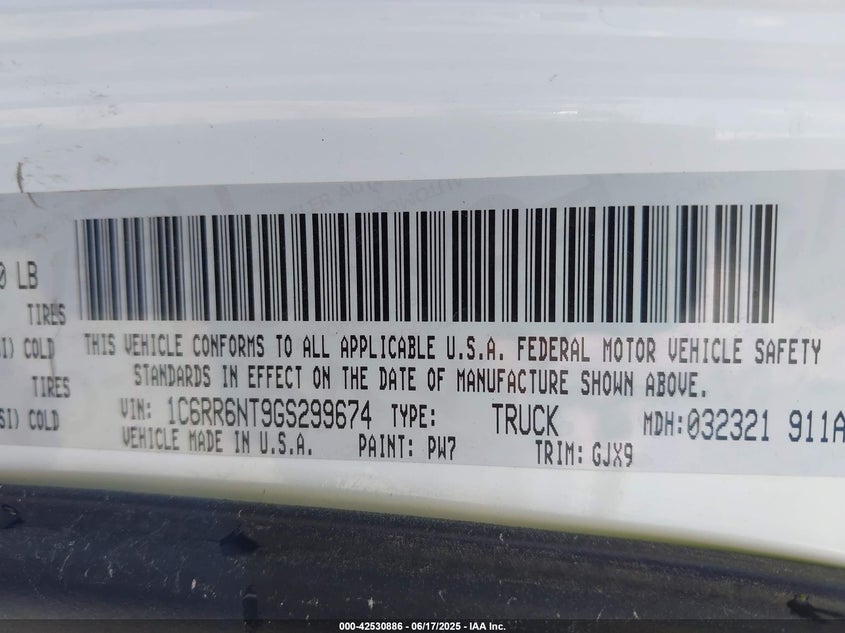 0 LB
TIRES
SI) COLD
TIRES
SI) COLD
THIS VEHICLE CONFORMS TO ALL APPLICABLE U.S.A. FEDERAL MOTOR VEHICLE SAFETY
STANDARDS IN EFFECT ON THE DATE OF MANUFACTURE SHOWN ABOVE.
VIN: 1C6RR6NT9GS299674 TYPE: TRUCK MDH:032321 911A
VEHICLE MADE IN U.S.A. PAINT: PW7 TRIM: GJX9
000-42530886 - 06/17/2025 - IAA Inc.